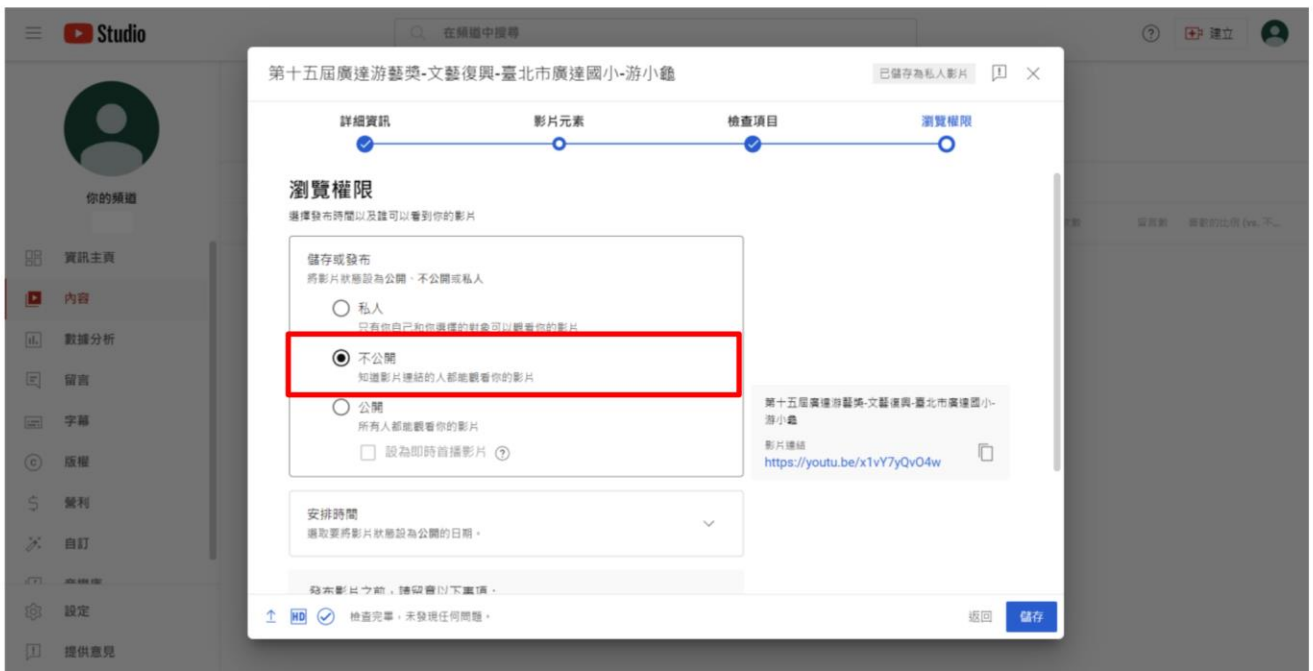 Studio
在頻道中搜尋
建立
第十五屆廣達游藝獎-文藝復興-臺北市廣達國小-游小龜
已儲存為私人影片
詳細資訊
影片元素
檢查項目
瀏覽權限
你的頻道
資訊主頁
內容
數據分析
留言
字幕
版權
營利
自訂
設定
提供意見
瀏覽權限
選擇發布時間以及誰可以看到你的影片
儲存或發布
將影片狀態設為公開、不公開或私人
私人
只有你自己和你選擇的對象可以觀看你的影片
不公開
知道影片連結的人都能觀看你的影片
公開
所有人都能觀看你的影片
設為即時首播影片
安排時間
選取要將影片狀態設為公開的日期。
發布影片之前，請留意以下事項。
第十五屆廣達游藝獎-文藝復興-臺北市廣達國小-
游小龜
影片連結
https://youtu.be/x1vY7yQvO4w
留言數
HD
檢查完畢，未發現任何問題。
返回
儲存